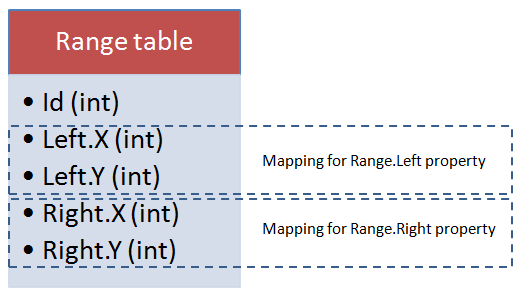 Range table
• Id (int)
• Left.X (int)
• Left.Y (int)
Mapping for Range.Left property
• Right.X (int)
• Right.Y (int)
Mapping for Range.Right property